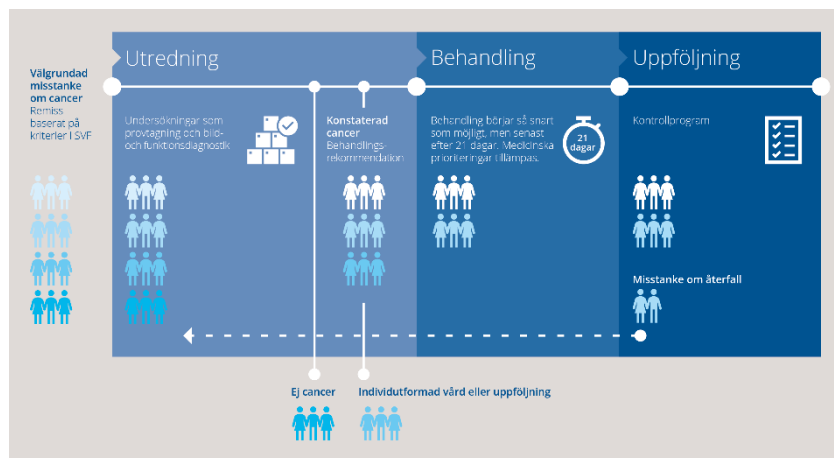 Välgrundad
misstanke
om cancer
Remiss
baserat på
kriterier I SVF
Utredning
Undersökningar som
provtagning och bild-
och funktionsdiagnostik
Konstaterad
cancer
Behandlings-
rekommendation
Behandling
Behandling börjar så snart
som möjligt, men senast
efter 21 dagar. Medicinska
prioriteringar tillämpas.
21
dagar
Uppföljning
Kontrollprogram
Misstanke om återfall
Ej cancer
Individutformad vård eller uppföljning